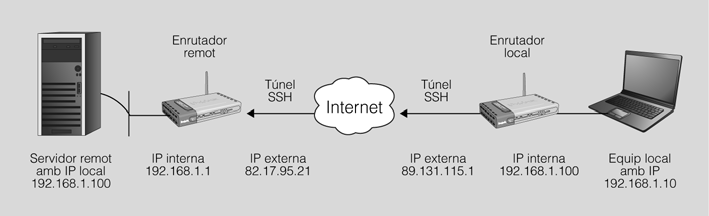 Enrutador
remot
Enrutador
local
Túnel
SSH
Internet
Túnel
SSH
Servidor remot
amb IP local
192.168.1.100
IP interna
192.168.1.1
IP externa
82.17.95.21
IP externa
89.131.115.1
IP interna
192.168.1.100
Equip local
amb IP
192.168.1.10